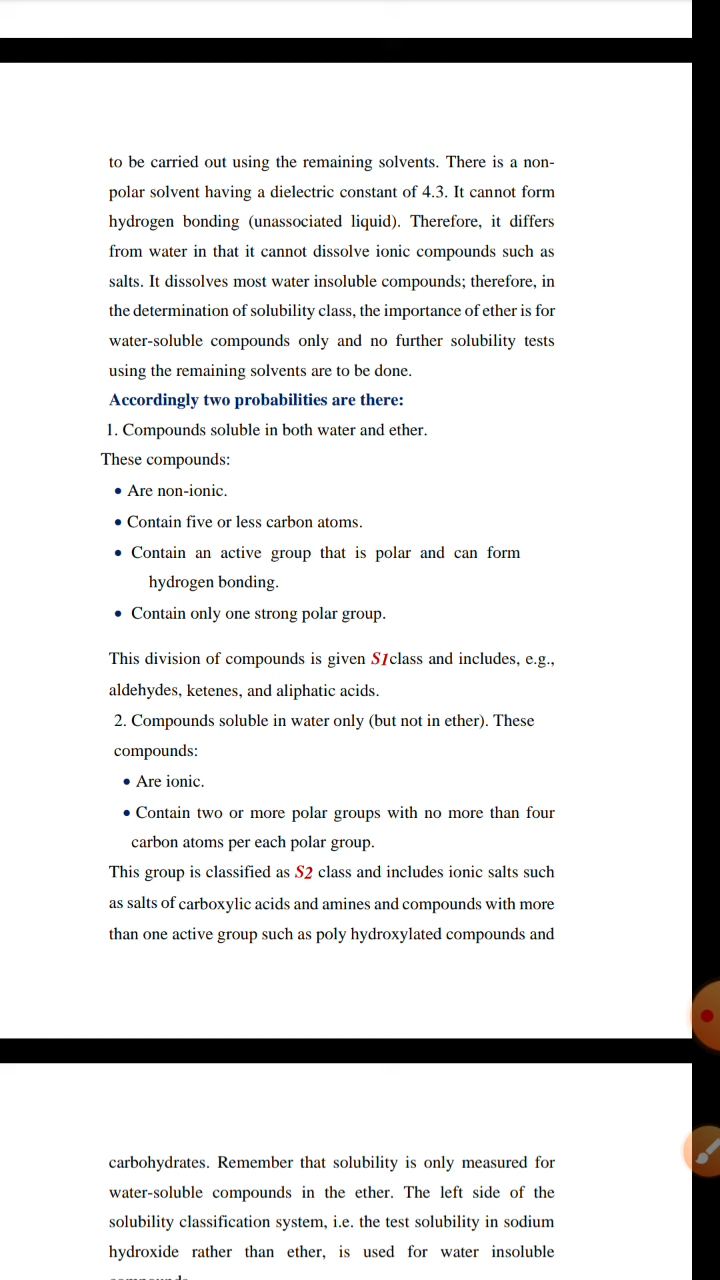 to be carried out using the remaining solvents. There is a non-
polar solvent having a dielectric constant of 4.3. It cannot form
hydrogen bonding (unassociated liquid). Therefore, it differs
from water in that it cannot dissolve ionic compounds such as
salts. It dissolves most water insoluble compounds; therefore, in
the determination of solubility class, the importance of ether is for
water-soluble compounds only and no further solubility tests
using the remaining solvents are to be done.
Accordingly two probabilities are there:
1. Compounds soluble in both water and ether.
These compounds:
• Are non-ionic.
• Contain five or less carbon atoms.
• Contain an active group that is polar and can form
hydrogen bonding.
• Contain only one strong polar group.
This division of compounds is given S1class and includes, e.g.,
aldehydes, ketenes, and aliphatic acids.
2. Compounds soluble in water only (but not in ether). These
compounds:
• Are ionic.
• Contain two or more polar groups with no more than four
carbon atoms per each polar group.
This group is classified as S2 class and includes ionic salts such
as salts of carboxylic acids and amines and compounds with more
than one active group such as poly hydroxylated compounds and
carbohydrates. Remember that solubility is only measured for
water-soluble compounds in the ether. The left side of the
solubility classification system, i.e. the test solubility in sodium
hydroxide rather than ether, is used for water insoluble